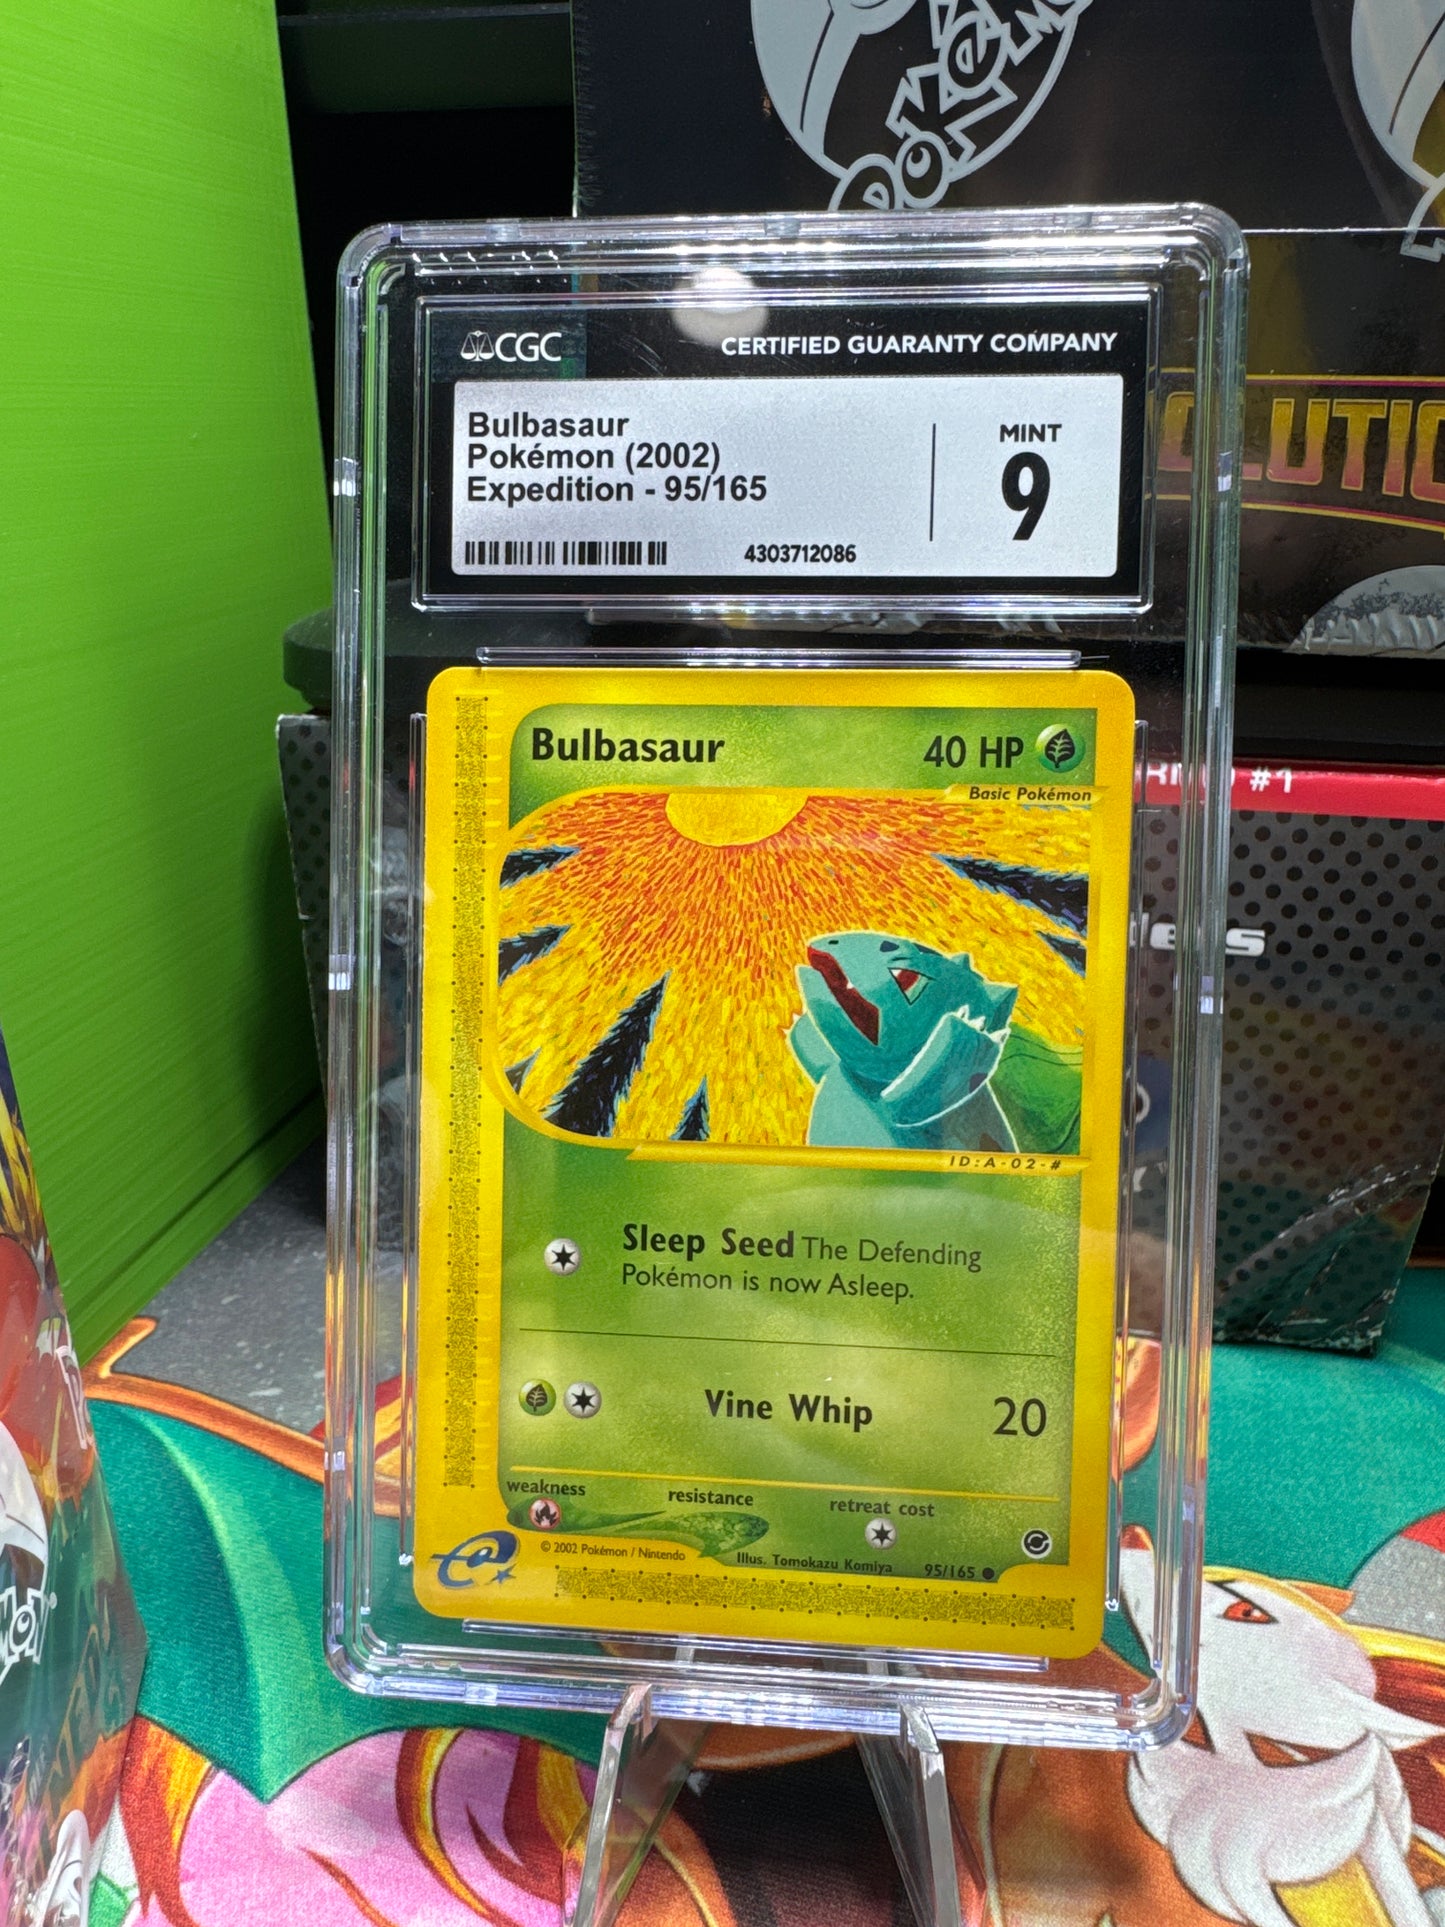 POKéMON
CGC
CERTIFIED GUARANTY COMPANY
Bulbasaur
Pokémon (2002)
Expedition - 95/165
MINT
9
4303712086
Bulbasaur
40 HP
Basic Pokémon
ID:A-02-#
Sleep Seed The Defending
Pokémon is now Asleep.
Vine Whip 20
weakness resistance retreat cost
© 2002 Pokémon / Nintendo
Illus. Tomokazu Komiya
95/165
#1